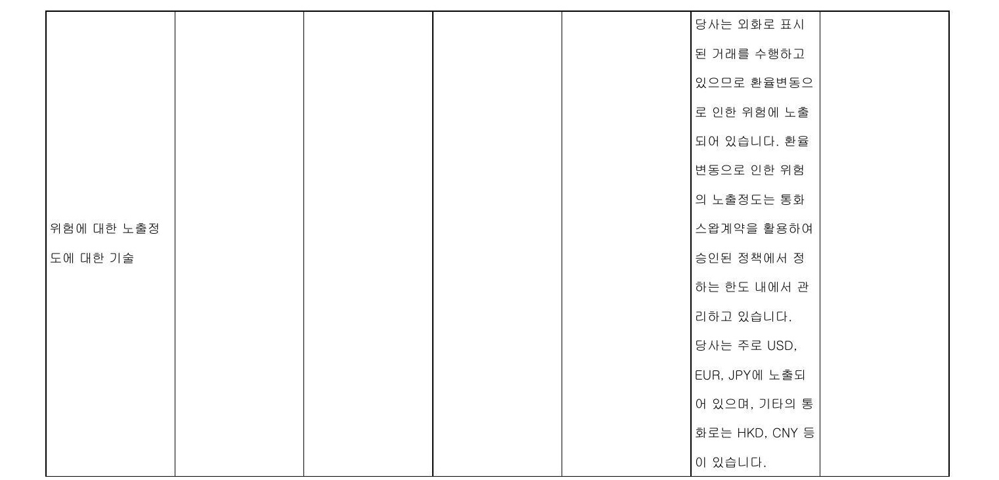 위험에 대한 노출정
도에 대한 기술
당사는 외화로 표시
된 거래를 수행하고
있으므로 환율변동으
로 인한 위험에 노출
되어 있습니다. 환율
변동으로 인한 위험
의 노출정도는 통화
스왑계약을 활용하여
승인된 정책에서 정
하는 한도 내에서 관
리하고 있습니다.
당사는 주로 USD,
EUR, JPY에 노출되
어 있으며, 기타의 통
화로는 HKD, CNY 등
이 있습니다.